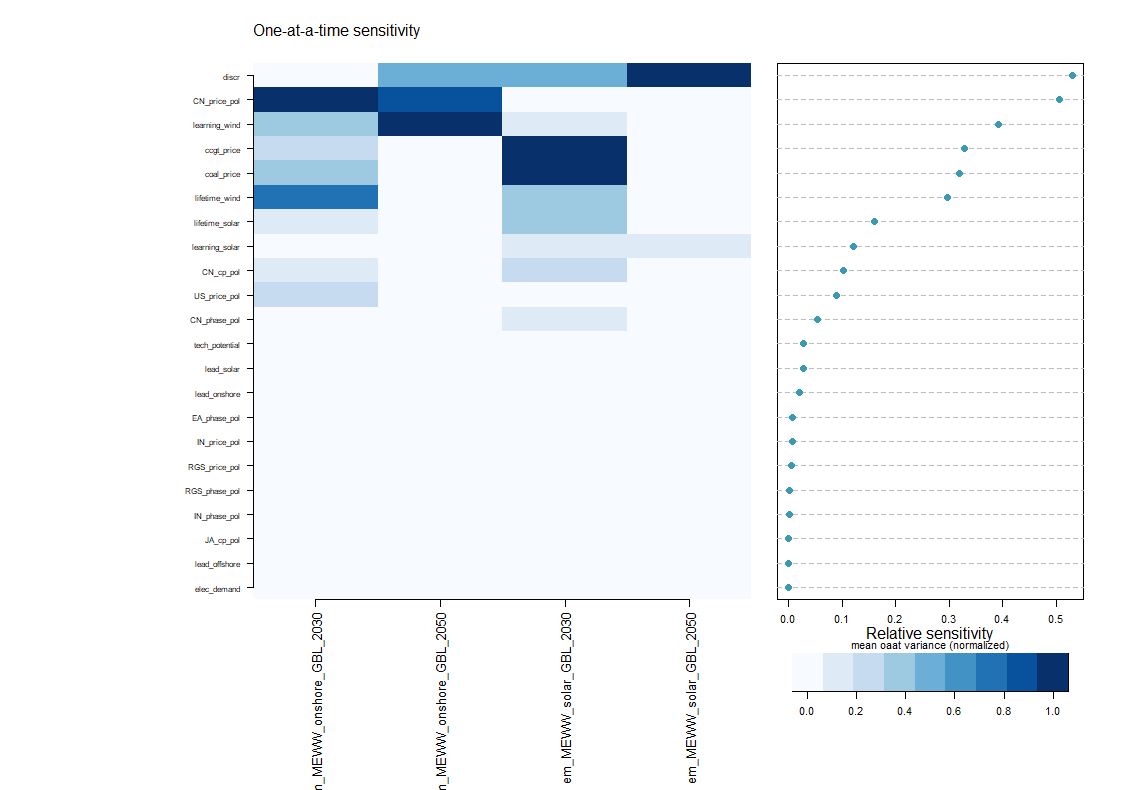 One-at-a-time sensitivity
discr
CN_price_pol
learning_wind
ccgt_price
coal_price
lifetime_wind
lifetime_solar
learning_solar
CN_cp_pol
US_price_pol
CN_phase_pol
tech_potential
lead_solar
lead_onshore
EA_phase_pol
IN_price_pol
RGS_price_pol
RGS_phase_pol
IN_phase_pol
JA_cp_pol
lead_offshore
elec_demand
n_MEWW_onshore_GBL_2030
n_MEWW_onshore_GBL_2050
em_MEWW_solar_GBL_2030
em_MEWW_solar_GBL_2050
0.0 0.1 0.2 0.3 0.4 0.5
Relative sensitivity
mean oaat variance (normalized)
0.0 0.2 0.4 0.6 0.8 1.0